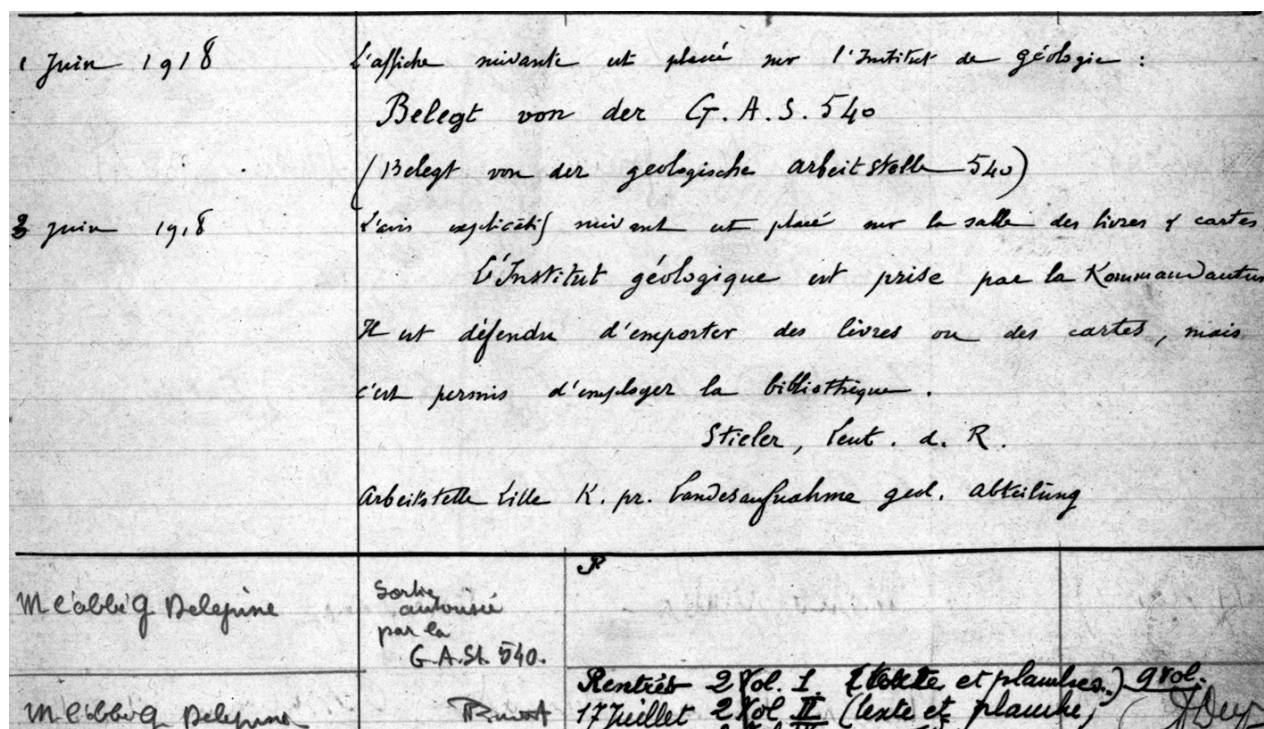 1 Juin 1918 L'affiche suivante est placé sur l'Institut de géologie :
Belegt von der G.A.S. 540
(Belegt von der geologische arbeitstelle 540)
3 juin 1918 L'avis explicatif suivant est placé sur la salle des livres & cartes
L'Institut géologique est prise par la Kommandantur
Il est défendu d'emporter des livres ou des cartes, mais
c'est permis d'employer la bibliothèque.
Stieler, Leut. d. R.
Arbeitstelle Lille K. pr. Landesaufnahme geol. abteilung
M l'abbé G Delepine
Sortie
autorisée
par la
G.A.St. 540.
Rentrés 2 Vol. I. (texte et planches.) 9 vol.
M l'abbé G Delepine 17 Juillet 2 Vol II (texte et planche)